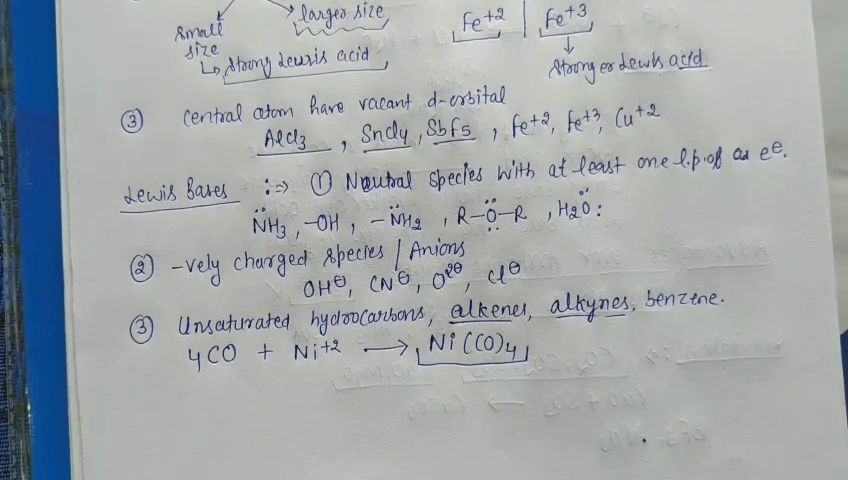 larger size
small size
Fe+2 | Fe+3
↳ strong Lewis acid
↓
stronger Lewis acid
③ central atom have vacant d-orbital
AlCl3, SnCl4, SbF5, Fe+2, Fe+3, Cu+2
Lewis Bases :⇒ ① Neutral species with at least one l.p. of e⊖.
N̈H3, -OH, -N̈H2, R-Ö-R, H2Ö:
② -vely charged species / Anions
OH⊖, CN⊖, O2⊖, Cl⊖
③ Unsaturated hydrocarbons, alkenes, alkynes, benzene.
4CO + Ni+2 ⟶ Ni(CO)4